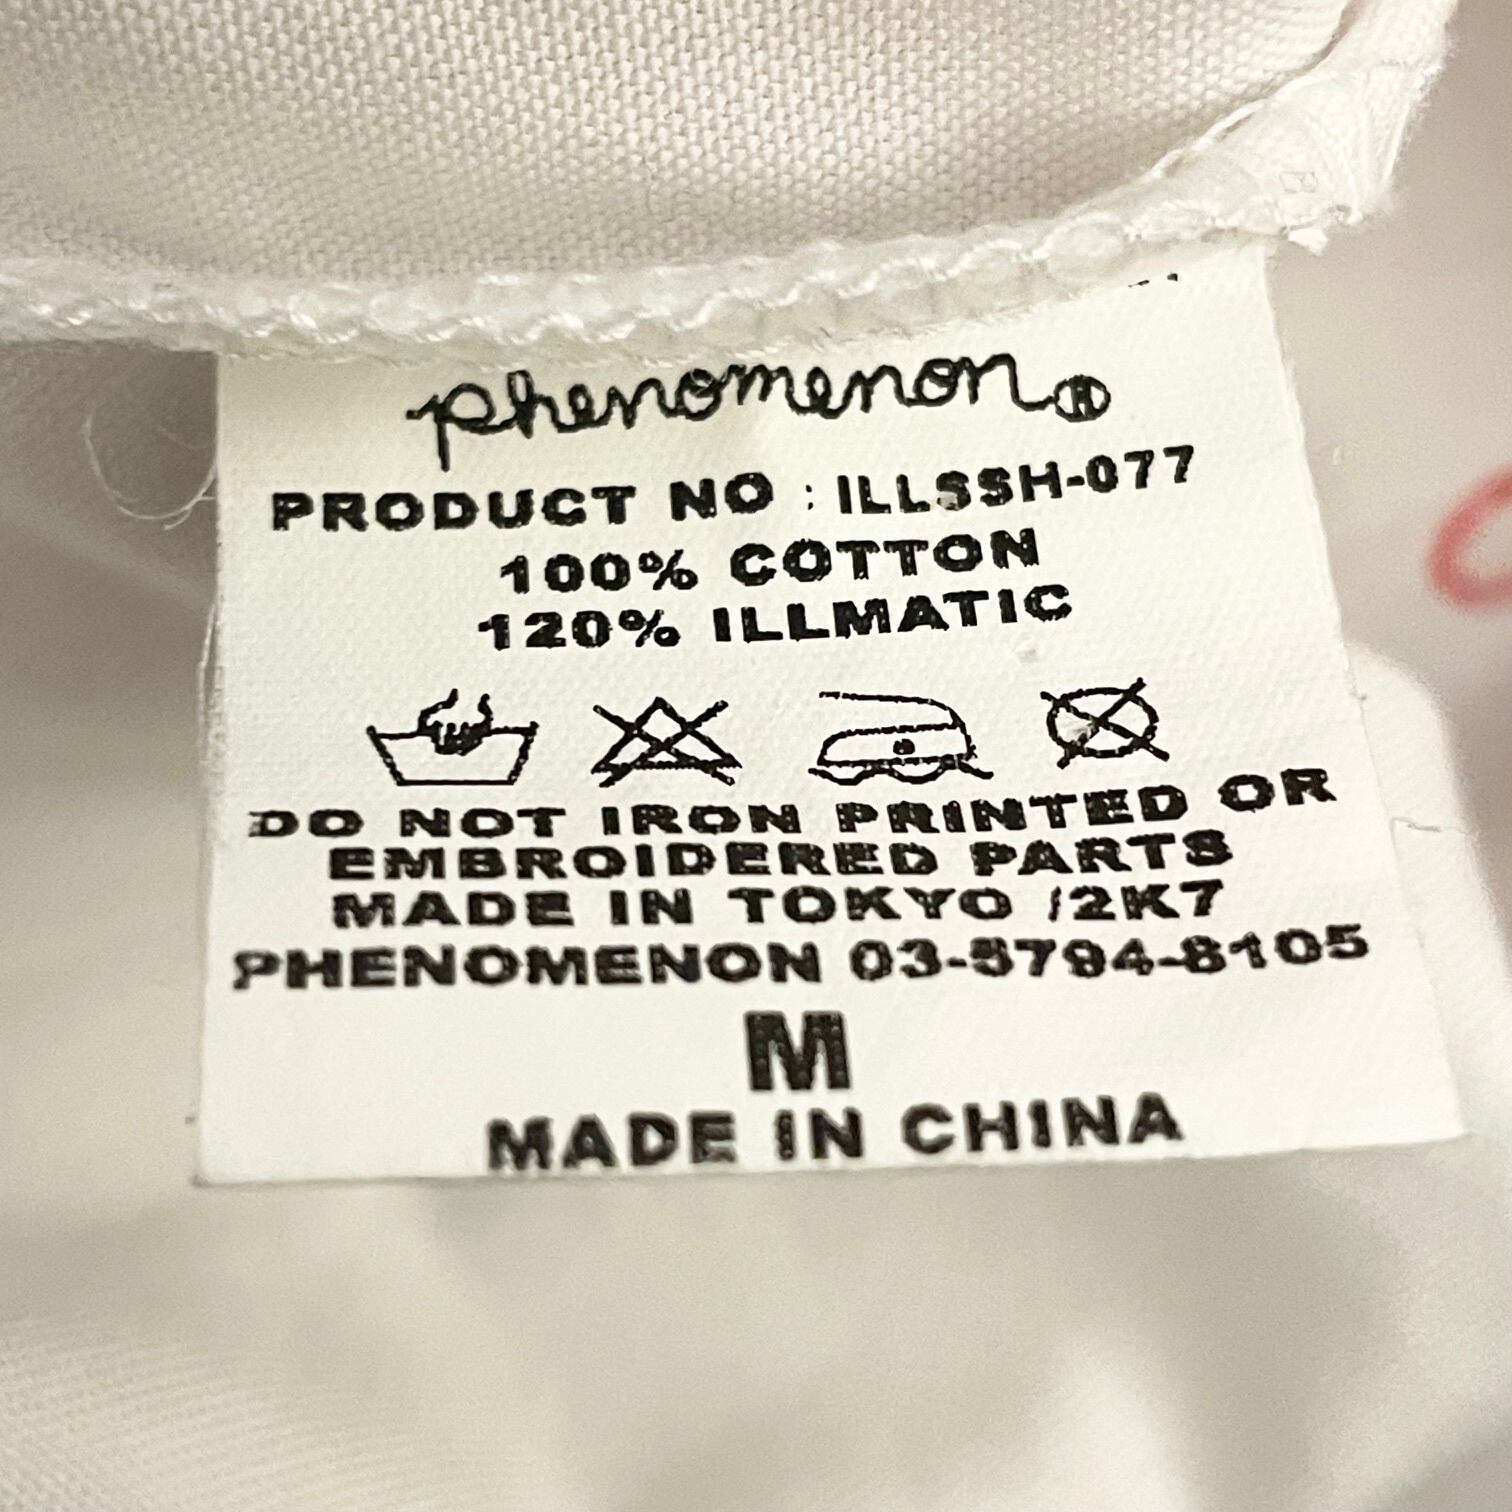 phenomenon®
PRODUCT NO : ILLSSH-077
100% COTTON
120% ILLMATIC
DO NOT IRON PRINTED OR
EMBROIDERED PARTS
MADE IN TOKYO /2K7
PHENOMENON 03-5794-8105
M
MADE IN CHINA